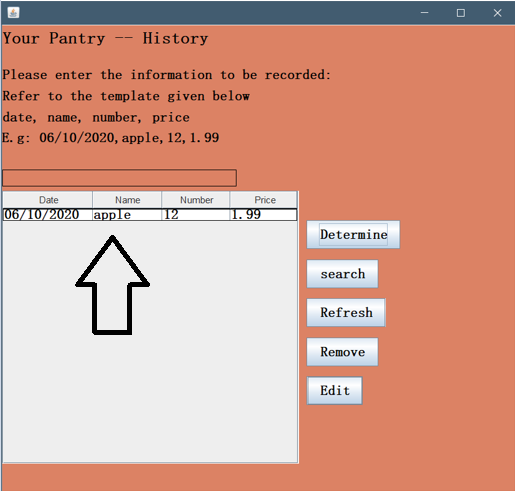 Your Pantry -- History
Please enter the information to be recorded:
Refer to the template given below
date, name, number, price
E.g: 06/10/2020,apple,12,1.99
Date Name Number Price
06/10/2020 apple 12 1.99
Determine
search
Refresh
Remove
Edit